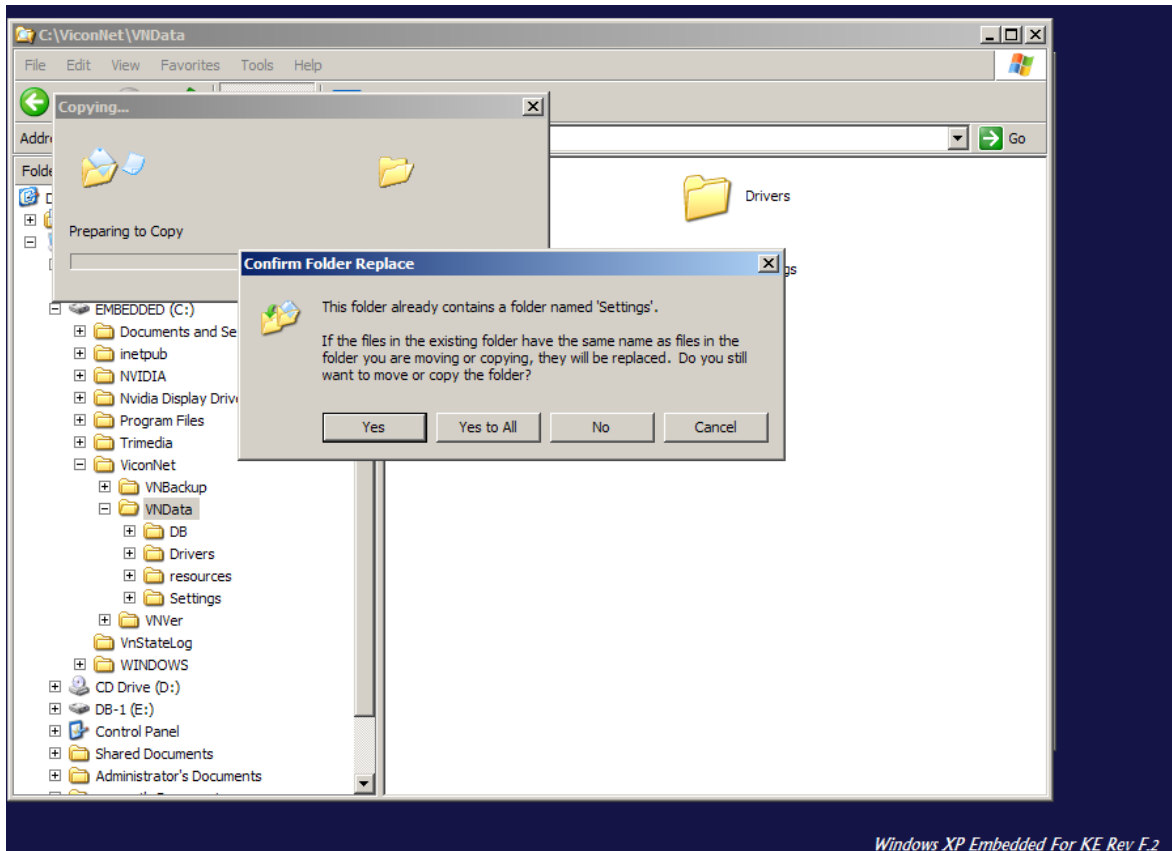 C:\ViconNet\VNData
File Edit View Favorites Tools Help
Copying...
Go
Drivers
Preparing to Copy
Confirm Folder Replace
This folder already contains a folder named 'Settings'.
If the files in the existing folder have the same name as files in the
folder you are moving or copying, they will be replaced. Do you still
want to move or copy the folder?
Yes Yes to All No Cancel
EMBEDDED (C:)
Documents and Se
inetpub
NVIDIA
Nvidia Display Driv
Program Files
Trimedia
ViconNet
VNBackup
VNData
DB
Drivers
resources
Settings
VNVer
VnStateLog
WINDOWS
CD Drive (D:)
DB-1 (E:)
Control Panel
Shared Documents
Administrator's Documents
Windows XP Embedded For KE Rev F.2